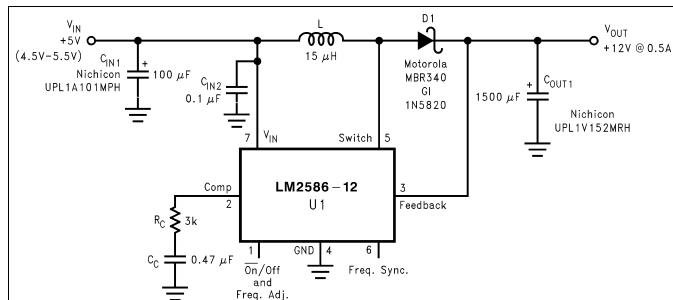 V_IN
+5V
(4.5V–5.5V)
C_IN1
Nichicon
UPL1A101MPH
+
100 μF
C_IN2
0.1 μF
L
15 μH
D1
Motorola
MBR340
GI
1N5820
V_OUT
+12V @ 0.5A
1500 μF
+
C_OUT1
Nichicon
UPL1V152MRH
7
V_IN
Switch
5
Comp
2
LM2586-12
U1
3
Feedback
R_C
3k
C_C
0.47 μF
1
GND
4
6
On/Off
and
Freq. Adj.
Freq. Sync.